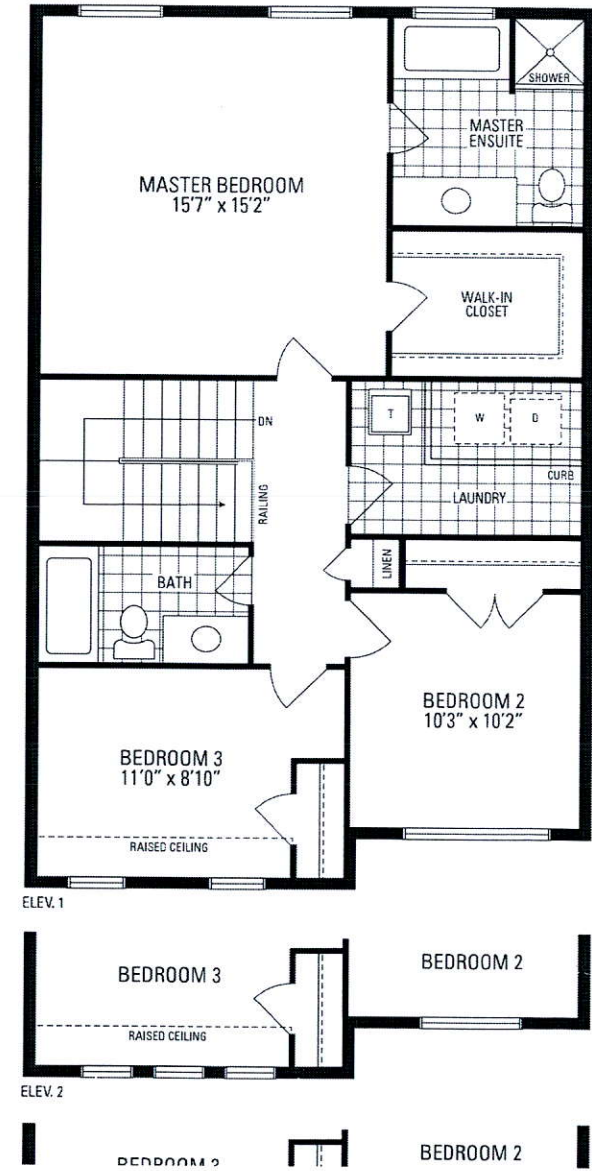 SHOWER
MASTER
ENSUITE
MASTER BEDROOM
15'7" x 15'2"
WALK-IN
CLOSET
DN
RAILING
T
W
D
CURB
LAUNDRY
LINEN
BATH
BEDROOM 2
10'3" x 10'2"
BEDROOM 3
11'0" x 8'10"
RAISED CEILING
ELEV. 1
BEDROOM 3
BEDROOM 2
RAISED CEILING
ELEV. 2
BEDROOM 2
BEDROOM 3